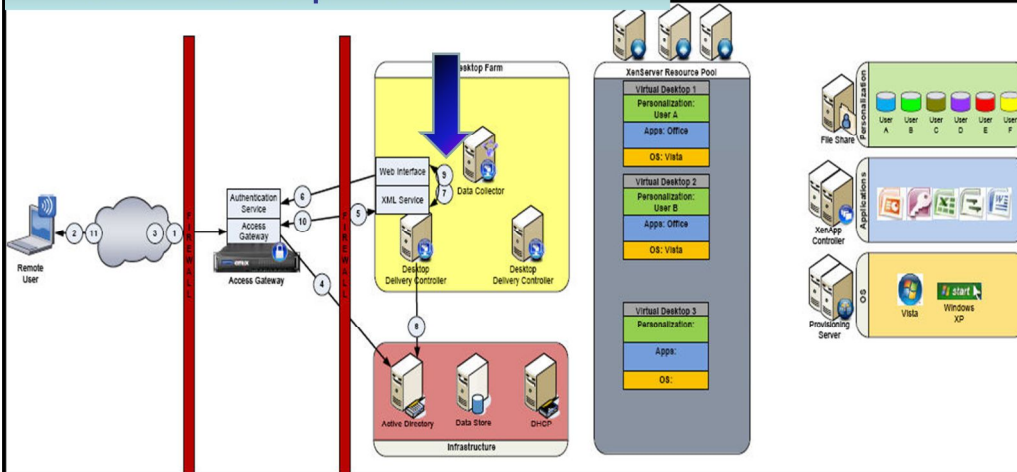 Desktop Farm
Web Interface
XML Service
Data Collector
Desktop
Delivery Controller
Desktop
Delivery Controller
9
7
6
5
10
4
8
2
11
3
1
Remote
User
FIREWALL
Authentication
Service
Access
Gateway
Access Gateway
FIREWALL
Active Directory
Data Store
DHCP
Infrastructure
XenServer Resource Pool
Virtual Desktop 1
Personalization:
User A
Apps: Office
OS: Vista
Virtual Desktop 2
Personalization:
User B
Apps: Office
OS: Vista
Virtual Desktop 3
Personalization:
Apps:
OS:
File Share
Personalization
User
A
User
B
User
C
User
D
User
E
User
F
XenApp
Controller
Applications
Provisioning
Server
OS
Vista
start
Windows
XP